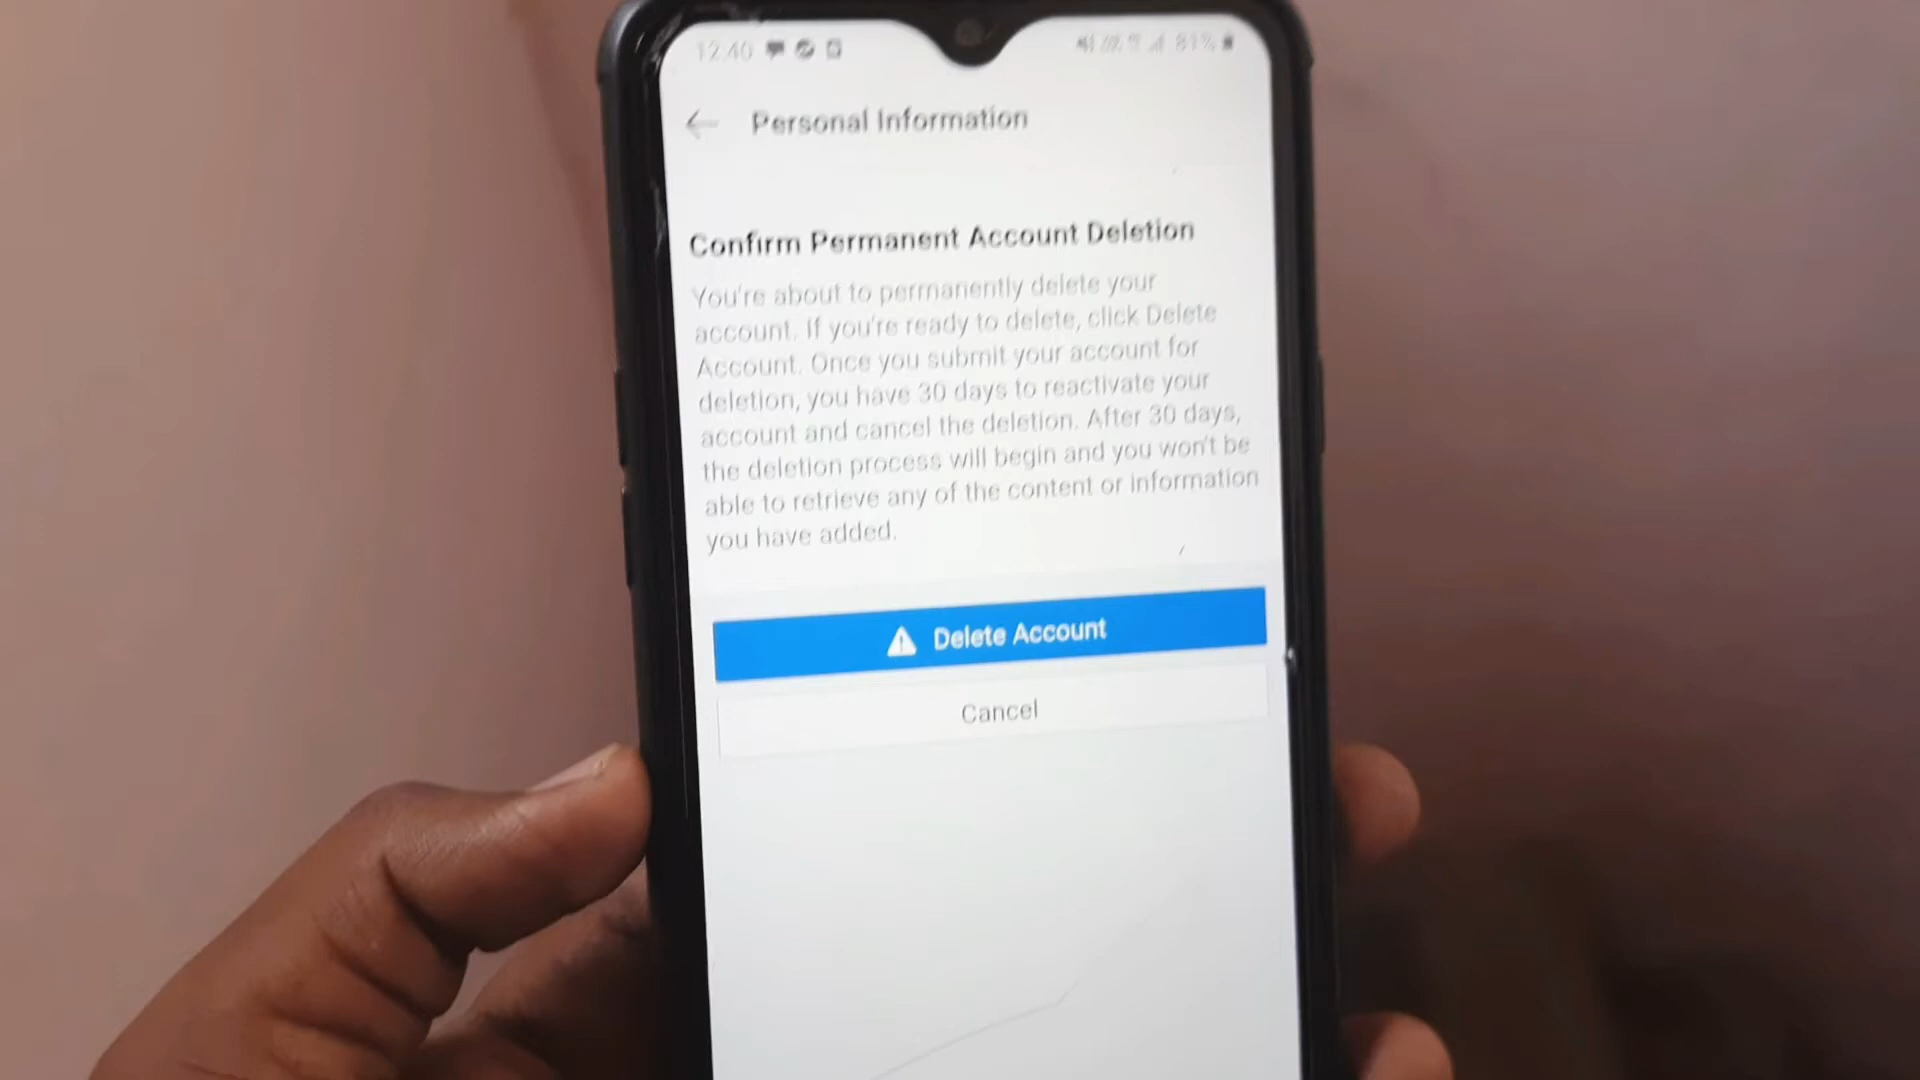 12:40 81%
Personal Information
Confirm Permanent Account Deletion
You're about to permanently delete your
account. If you're ready to delete, click Delete
Account. Once you submit your account for
deletion, you have 30 days to reactivate your
account and cancel the deletion. After 30 days,
the deletion process will begin and you won't be
able to retrieve any of the content or information
you have added.
Delete Account
Cancel